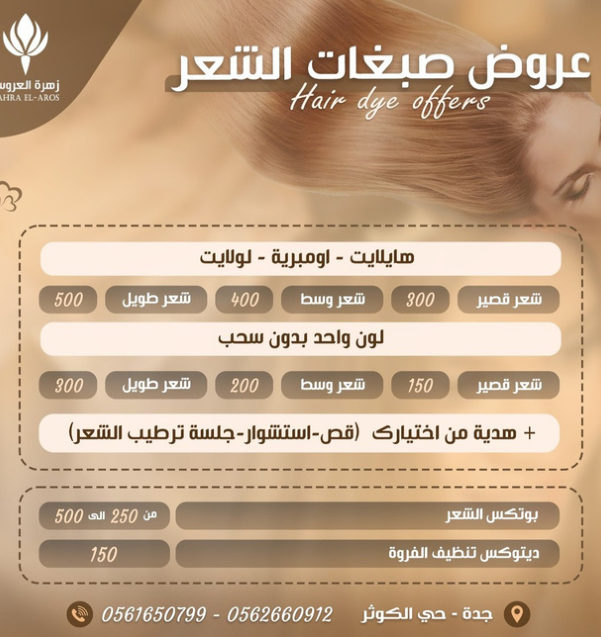 زهرة العروس
AHRA EL-AROS
عروض صبغات الشعر
Hair dye offers
هايلايت - اومبرية - لولايت
شعر قصير 300 شعر وسط 400 شعر طويل 500
لون واحد بدون سحب
شعر قصير 150 شعر وسط 200 شعر طويل 300
+ هدية من اختيارك (قص-استشوار-جلسة ترطيب الشعر)
بوتكس الشعر من 250 الى 500
ديتوكس تنظيف الفروة 150
جدة - حي الكوثر 0562660912 - 0561650799